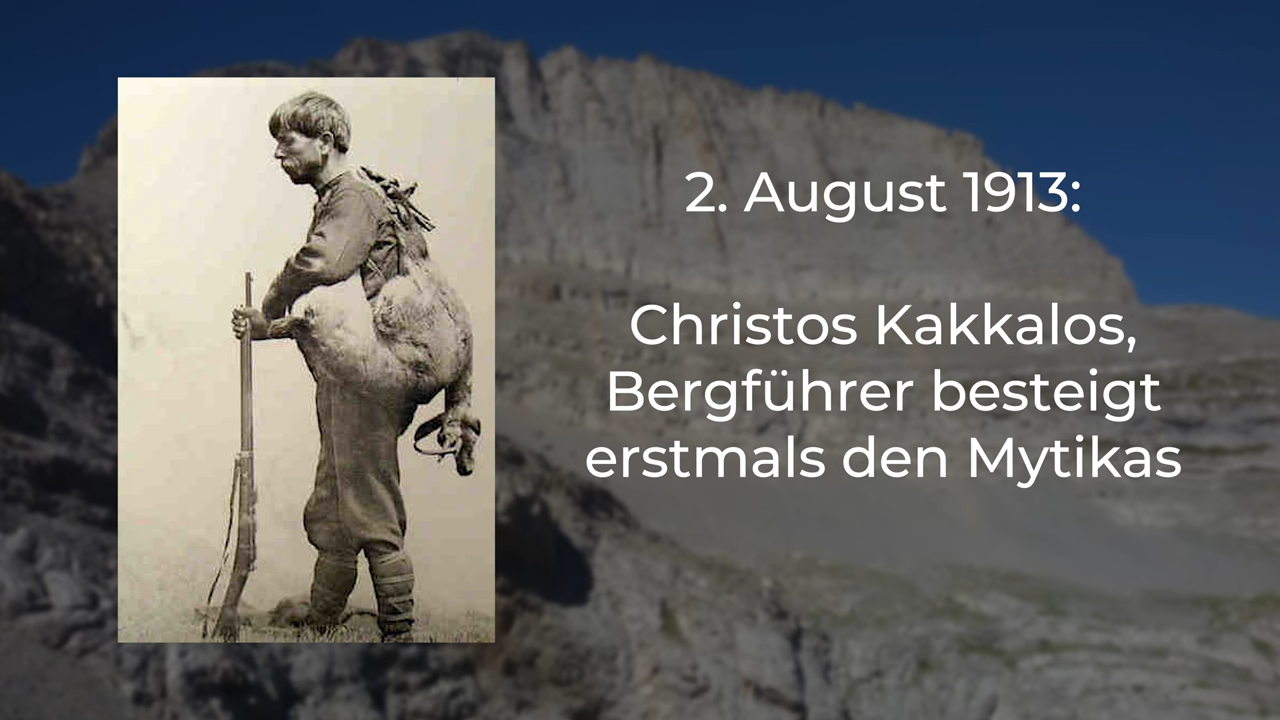 2. August 1913:
Christos Kakkalos,
Bergführer besteigt
erstmals den Mytikas